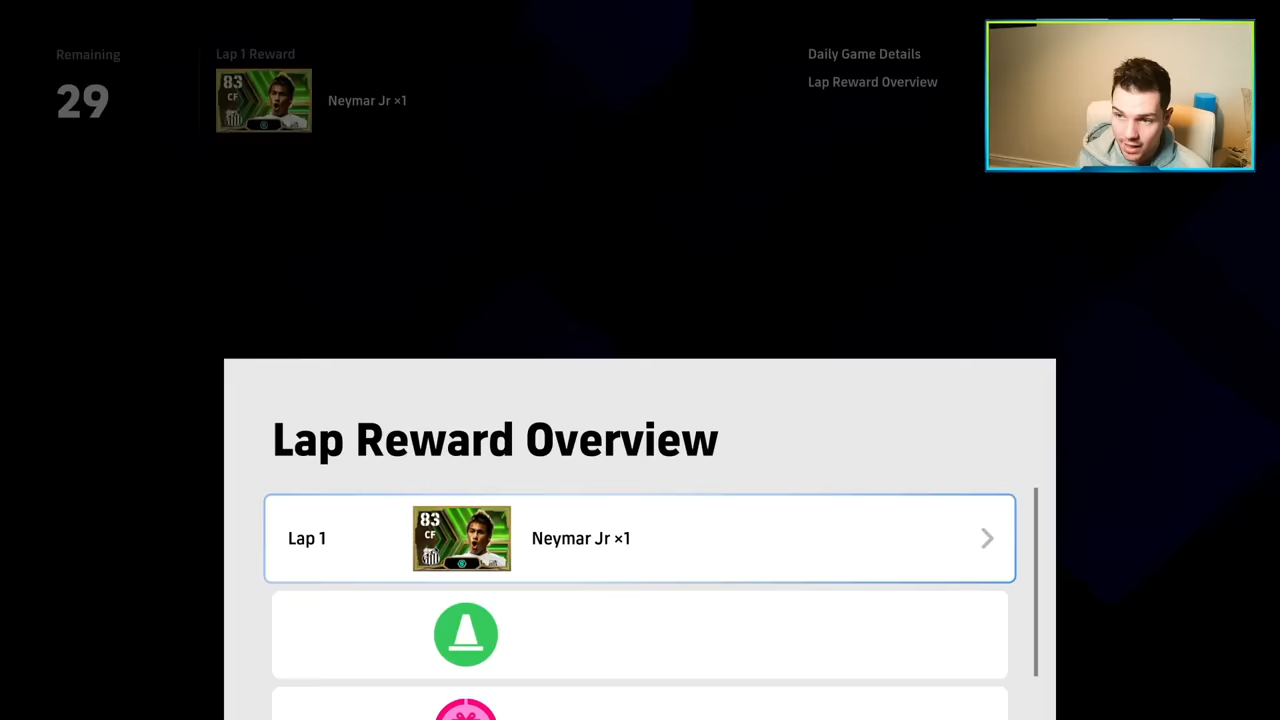 Remaining
29
Lap 1 Reward
83
CF
Neymar Jr ×1
Daily Game Details
Lap Reward Overview
Lap Reward Overview
Lap 1
83
CF
Neymar Jr ×1